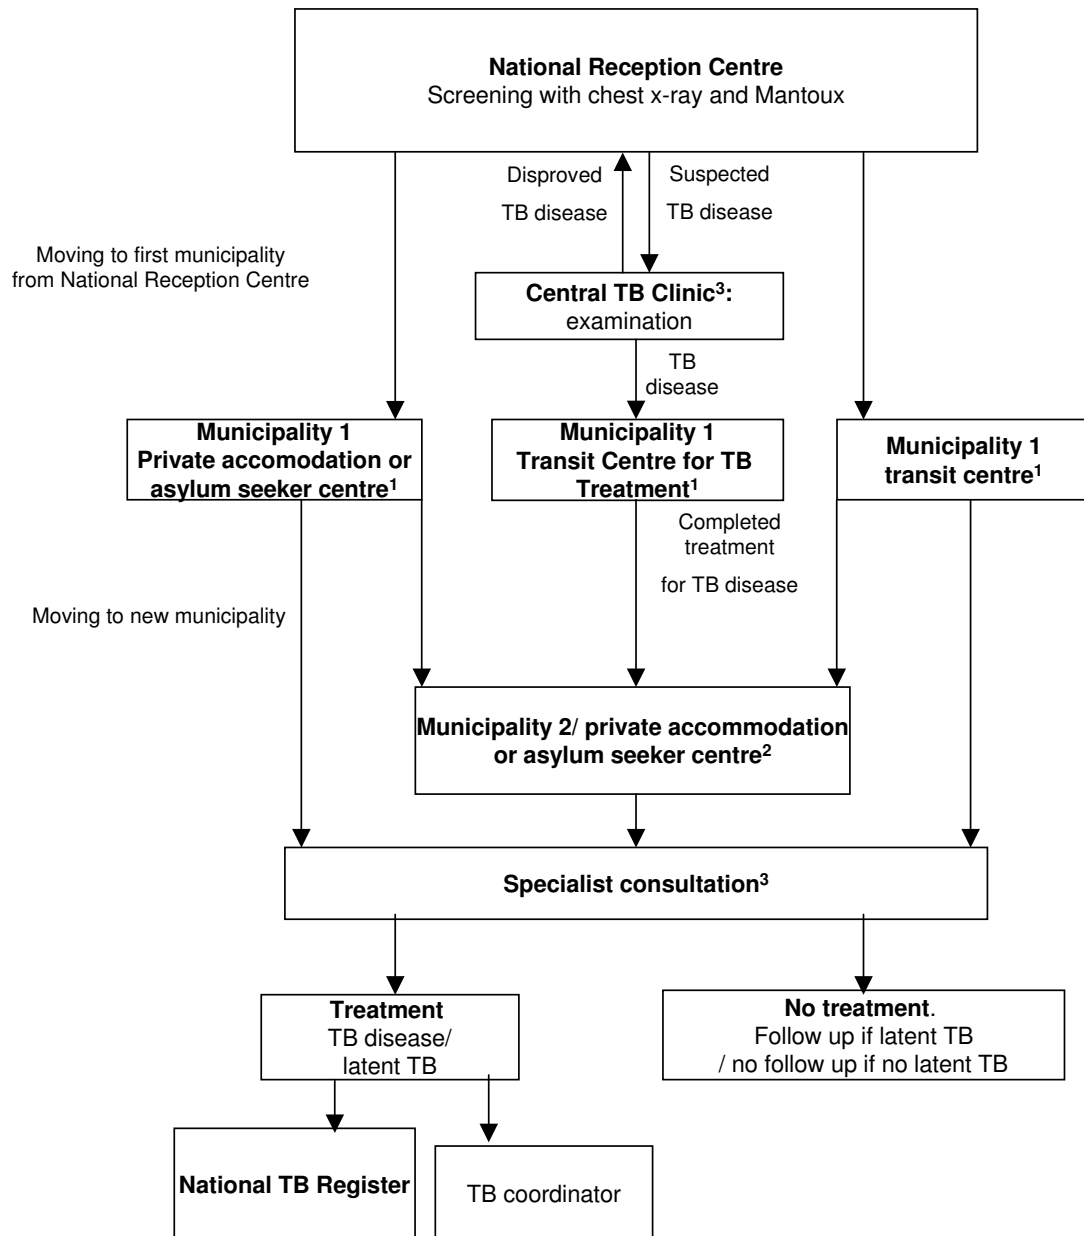 National Reception Centre
Screening with chest x-ray and Mantoux
Disproved
TB disease
Suspected
TB disease
Moving to first municipality
from National Reception Centre
Central TB Clinic³:
examination
TB
disease
Municipality 1
Private accomodation or
asylum seeker centre¹
Municipality 1
Transit Centre for TB
Treatment¹
Municipality 1
transit centre¹
Completed
treatment
for TB disease
Moving to new municipality
Municipality 2/ private accommodation
or asylum seeker centre²
Specialist consultation³
Treatment
TB disease/
latent TB
No treatment.
Follow up if latent TB
/ no follow up if no latent TB
National TB Register
TB coordinator